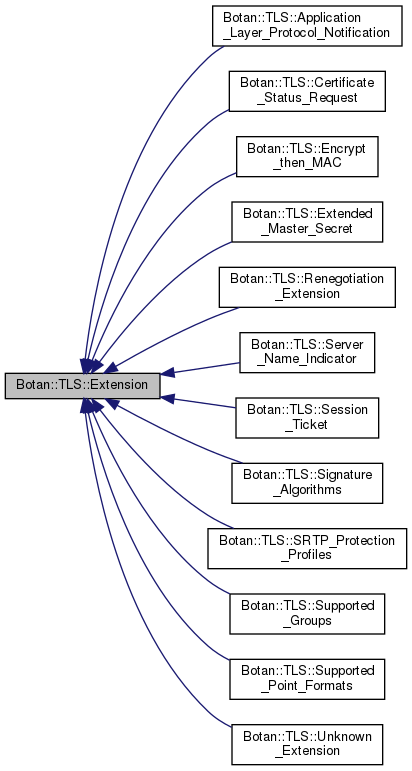 Botan::TLS::Application
_Layer_Protocol_Notification
Botan::TLS::Certificate
_Status_Request
Botan::TLS::Encrypt
_then_MAC
Botan::TLS::Extended
_Master_Secret
Botan::TLS::Renegotiation
_Extension
Botan::TLS::Server
_Name_Indicator
Botan::TLS::Extension
Botan::TLS::Session
_Ticket
Botan::TLS::Signature
_Algorithms
Botan::TLS::SRTP_Protection
_Profiles
Botan::TLS::Supported
_Groups
Botan::TLS::Supported
_Point_Formats
Botan::TLS::Unknown
_Extension